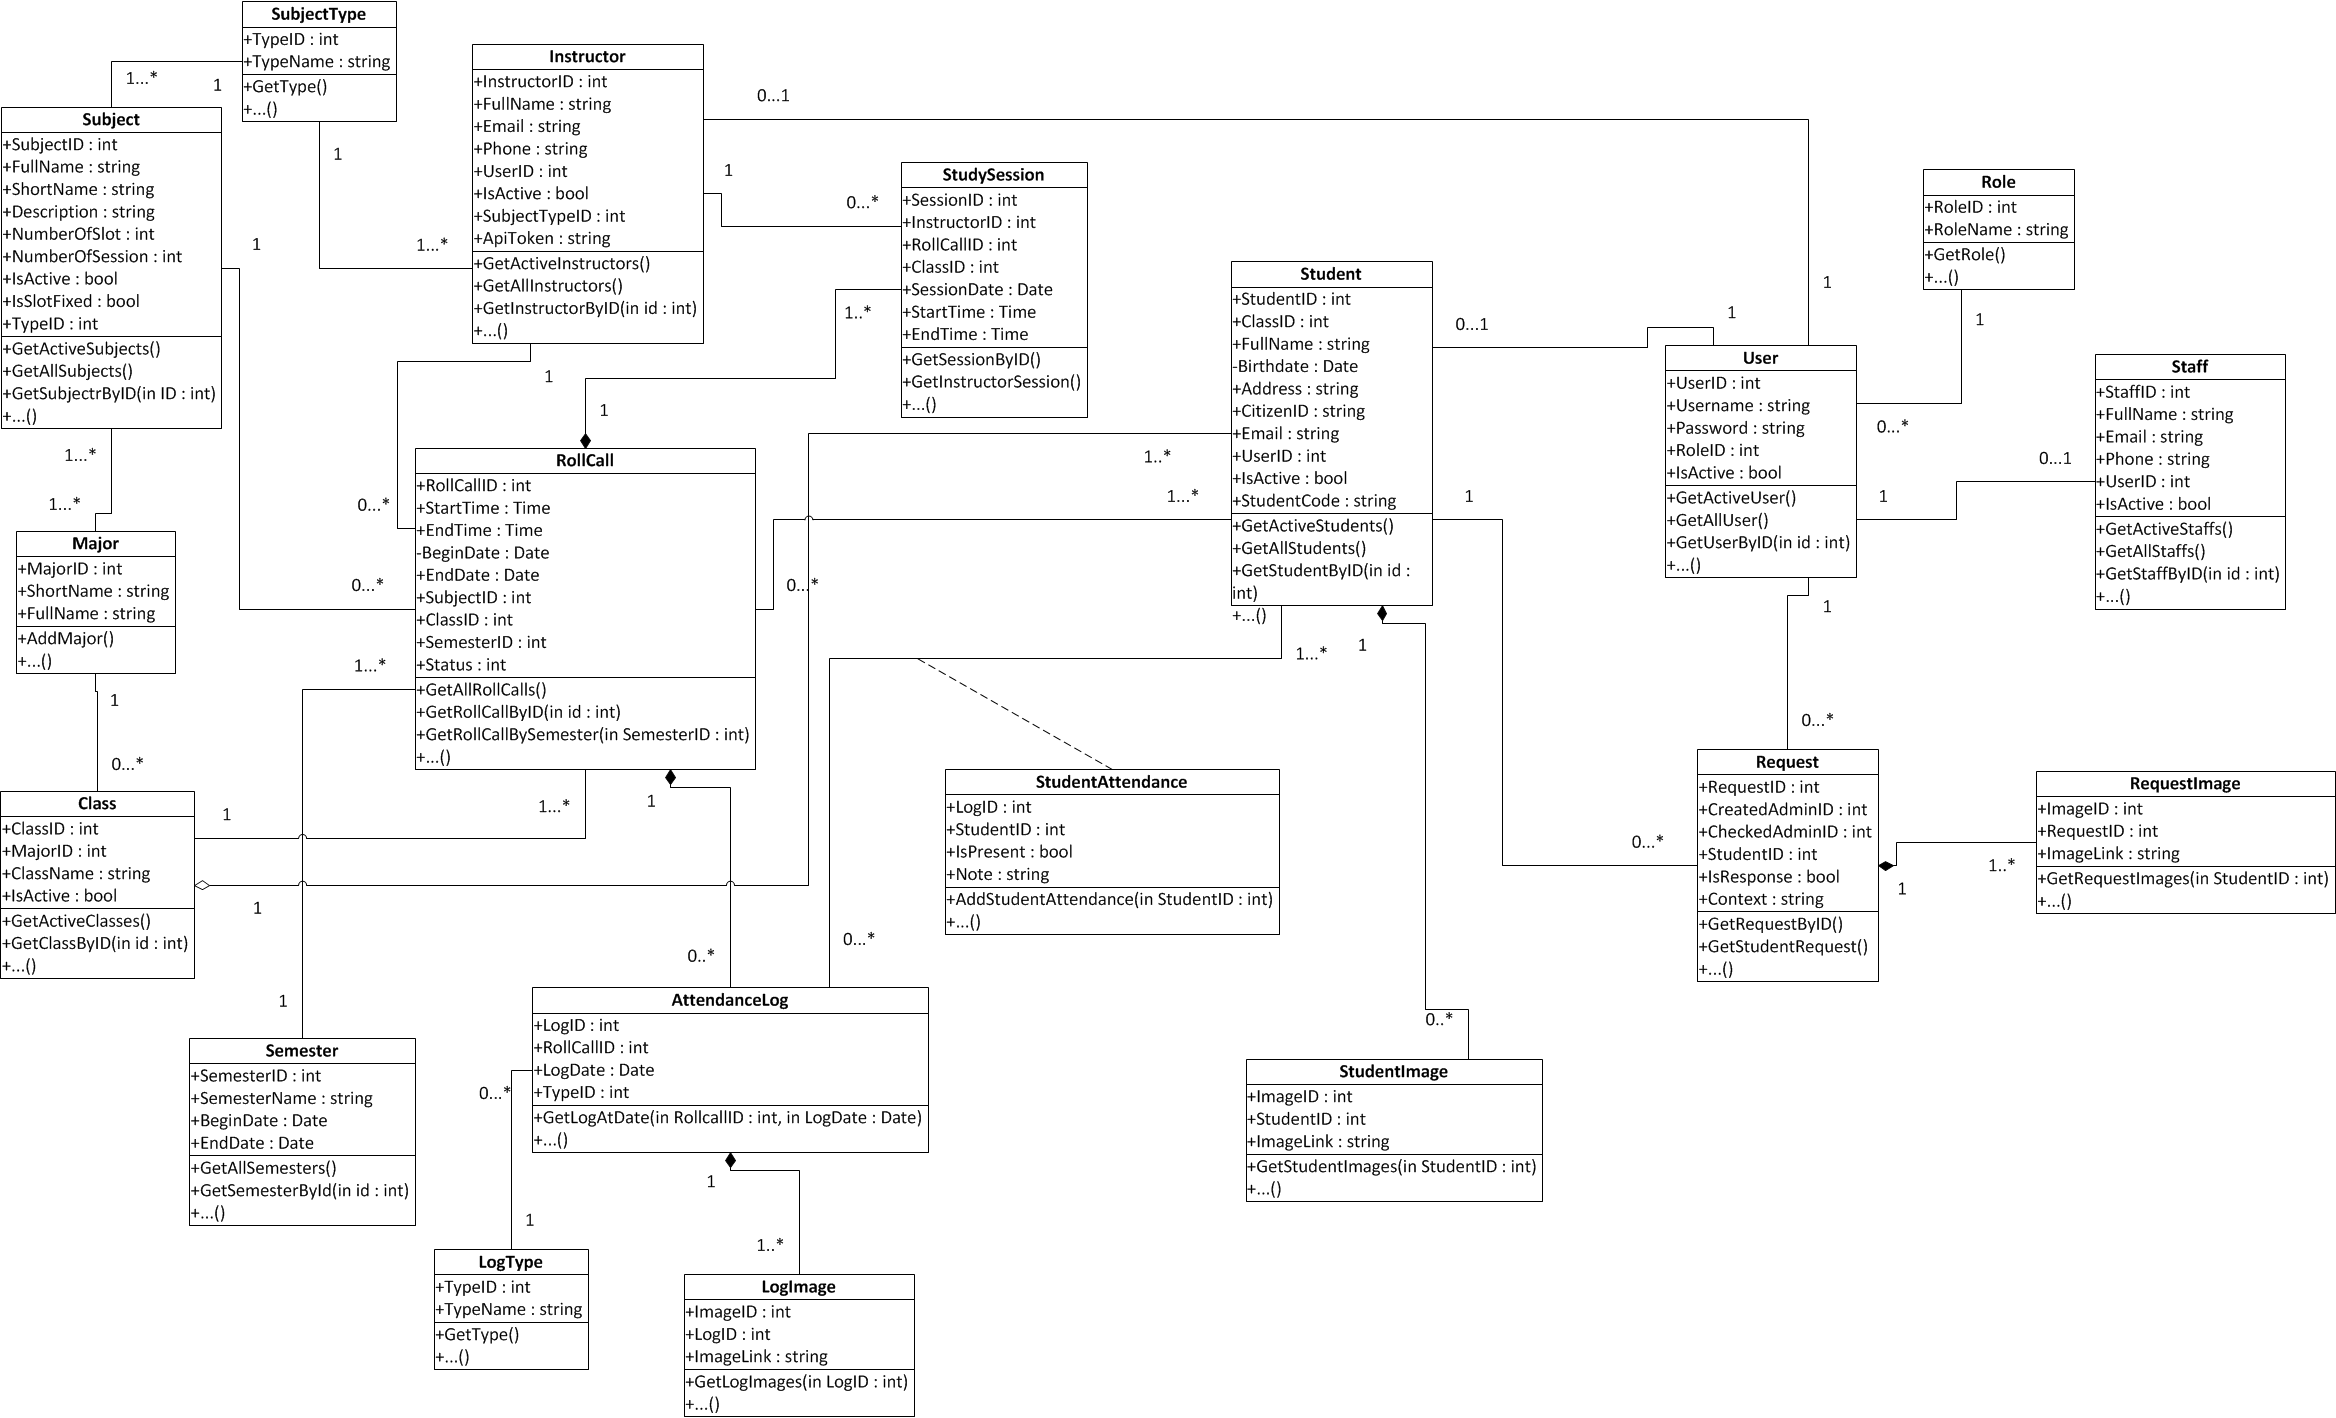 SubjectType
+TypeID : int
+TypeName : string
+GetType()
+...()
1...*
1
1
1...*
Subject
+SubjectID : int
+FullName : string
+ShortName : string
+Description : string
+NumberOfSlot : int
+NumberOfSession : int
+IsActive : bool
+IsSlotFixed : bool
+TypeID : int
+GetActiveSubjects()
+GetAllSubjects()
+GetSubjectrByID(in ID : int)
+...()
1
0...*
1...*
1...*
Instructor
+InstructorID : int
+FullName : string
+Email : string
+Phone : string
+UserID : int
+IsActive : bool
+SubjectTypeID : int
+ApiToken : string
+GetActiveInstructors()
+GetAllInstructors()
+GetInstructorByID(in id : int)
+...()
0...1
1
1
0...*
1
0...*
StudySession
+SessionID : int
+InstructorID : int
+RollCallID : int
+ClassID : int
+SessionDate : Date
+StartTime : Time
+EndTime : Time
+GetSessionByID()
+GetInstructorSession()
+...()
1..*
1
Student
+StudentID : int
+ClassID : int
+FullName : string
-Birthdate : Date
+Address : string
+CitizenID : string
+Email : string
+UserID : int
+IsActive : bool
+StudentCode : string
+GetActiveStudents()
+GetAllStudents()
+GetStudentByID(in id :
int)
+...()
0...1
1
1..*
1...*
0...*
1
0...*
1...*
1
Role
+RoleID : int
+RoleName : string
+GetRole()
+...()
1
0...*
User
+UserID : int
+Username : string
+Password : string
+RoleID : int
+IsActive : bool
+GetActiveUser()
+GetAllUser()
+GetUserByID(in id : int)
+...()
1
0...1
1
0...*
Staff
+StaffID : int
+FullName : string
+Email : string
+Phone : string
+UserID : int
+IsActive : bool
+GetActiveStaffs()
+GetAllStaffs()
+GetStaffByID(in id : int)
+...()
RollCall
+RollCallID : int
+StartTime : Time
+EndTime : Time
-BeginDate : Date
+EndDate : Date
+SubjectID : int
+ClassID : int
+SemesterID : int
+Status : int
+GetAllRollCalls()
+GetRollCallByID(in id : int)
+GetRollCallBySemester(in SemesterID : int)
+...()
1...*
1...*
1
Major
+MajorID : int
+ShortName : string
+FullName : string
+AddMajor()
+...()
1
0...*
Class
+ClassID : int
+MajorID : int
+ClassName : string
+IsActive : bool
+GetActiveClasses()
+GetClassByID(in id : int)
+...()
1
1
1
StudentAttendance
+LogID : int
+StudentID : int
+IsPresent : bool
+Note : string
+AddStudentAttendance(in StudentID : int)
+...()
Request
+RequestID : int
+CreatedAdminID : int
+CheckedAdminID : int
+StudentID : int
+IsResponse : bool
+Context : string
+GetRequestByID()
+GetStudentRequest()
+...()
1
1..*
RequestImage
+ImageID : int
+RequestID : int
+ImageLink : string
+GetRequestImages(in StudentID : int)
+...()
0..*
0...*
AttendanceLog
+LogID : int
+RollCallID : int
+LogDate : Date
+TypeID : int
+GetLogAtDate(in RollcallID : int, in LogDate : Date)
+...()
0...*
1
1
1..*
Semester
+SemesterID : int
+SemesterName : string
+BeginDate : Date
+EndDate : Date
+GetAllSemesters()
+GetSemesterById(in id : int)
+...()
0..*
StudentImage
+ImageID : int
+StudentID : int
+ImageLink : string
+GetStudentImages(in StudentID : int)
+...()
LogType
+TypeID : int
+TypeName : string
+GetType()
+...()
LogImage
+ImageID : int
+LogID : int
+ImageLink : string
+GetLogImages(in LogID : int)
+...()